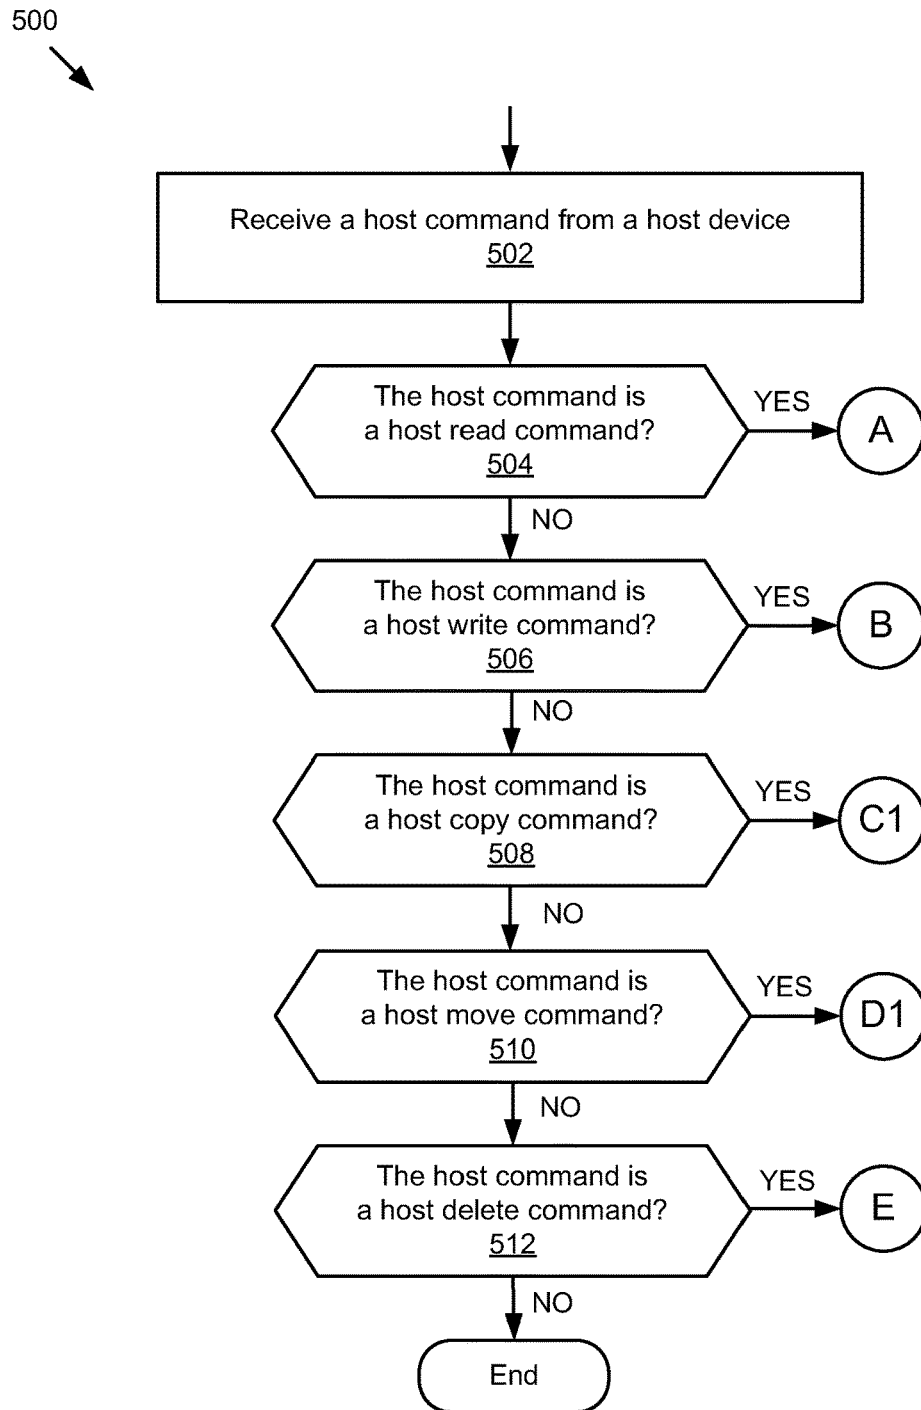 500
Receive a host command from a host device
502
The host command is
a host read command?
504
YES
A
NO
The host command is
a host write command?
506
YES
B
NO
The host command is
a host copy command?
508
YES
C1
NO
The host command is
a host move command?
510
YES
D1
NO
The host command is
a host delete command?
512
YES
E
NO
End